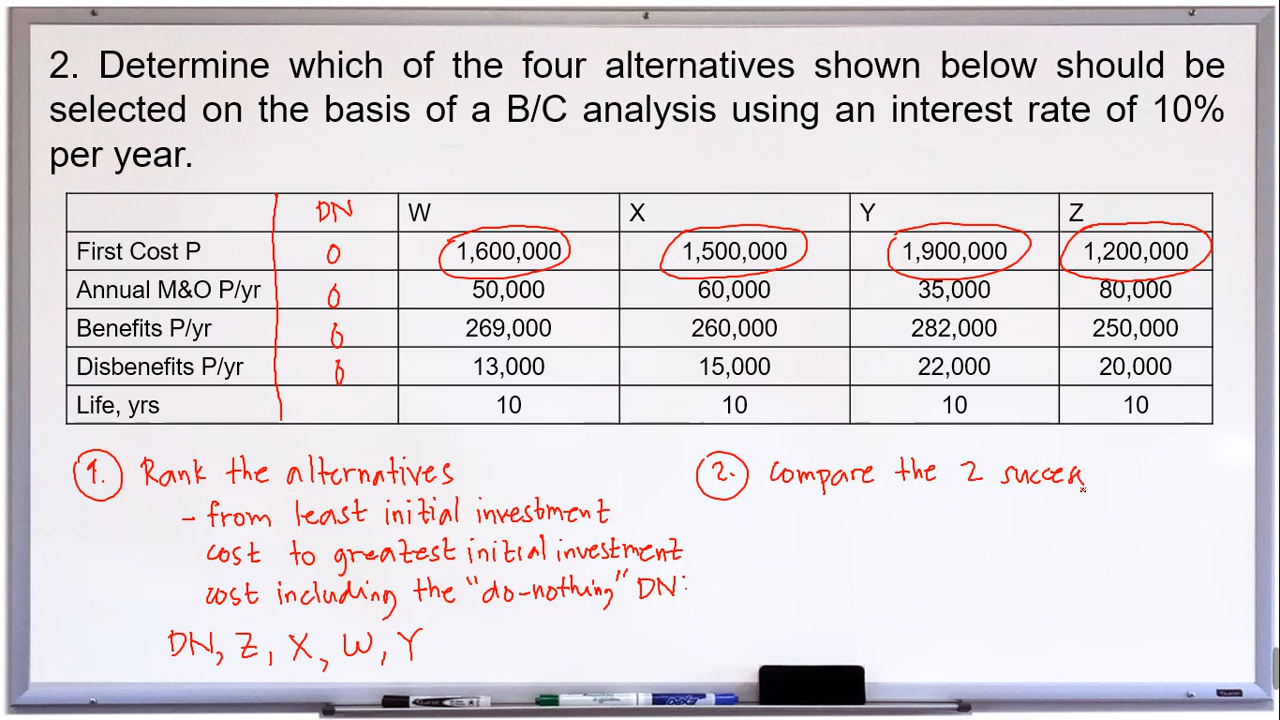 2. Determine which of the four alternatives shown below should be
selected on the basis of a B/C analysis using an interest rate of 10%
per year.
DN W X Y Z
First Cost P 0 1,600,000 1,500,000 1,900,000 1,200,000
Annual M&O P/yr 0 50,000 60,000 35,000 80,000
Benefits P/yr 0 269,000 260,000 282,000 250,000
Disbenefits P/yr 0 13,000 15,000 22,000 20,000
Life, yrs 10 10 10 10
1. Rank the alternatives
- from least initial investment
cost to greatest initial investment
cost including the "do-nothing" DN:
DN, Z, X, W, Y
2. Compare the 2 succes